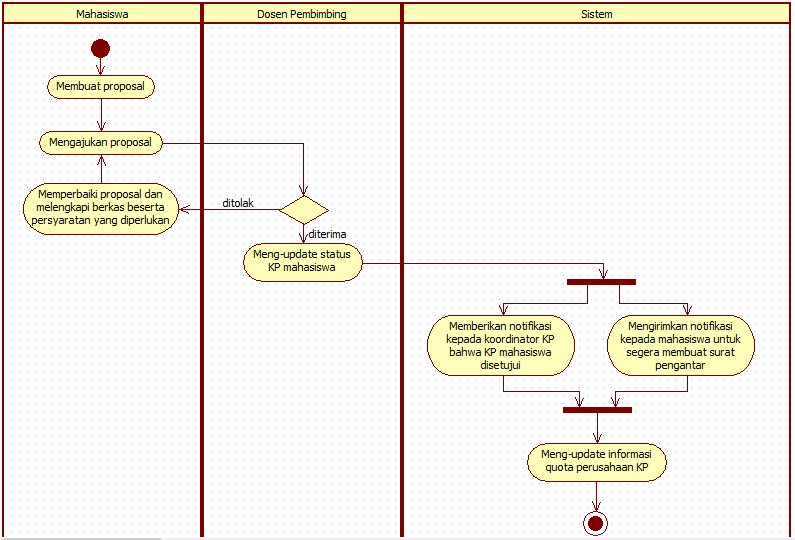 Mahasiswa
Dosen Pembimbing
Sistem
Membuat proposal
Mengajukan proposal
Memperbaiki proposal dan
melengkapi berkas beserta
persyaratan yang diperlukan
ditolak
diterima
Meng-update status
KP mahasiswa
Memberikan notifikasi
kepada koordinator KP
bahwa KP mahasiswa
disetujui
Mengirimkan notifikasi
kepada mahasiswa untuk
segera membuat surat
pengantar
Meng-update informasi
quota perusahaan KP